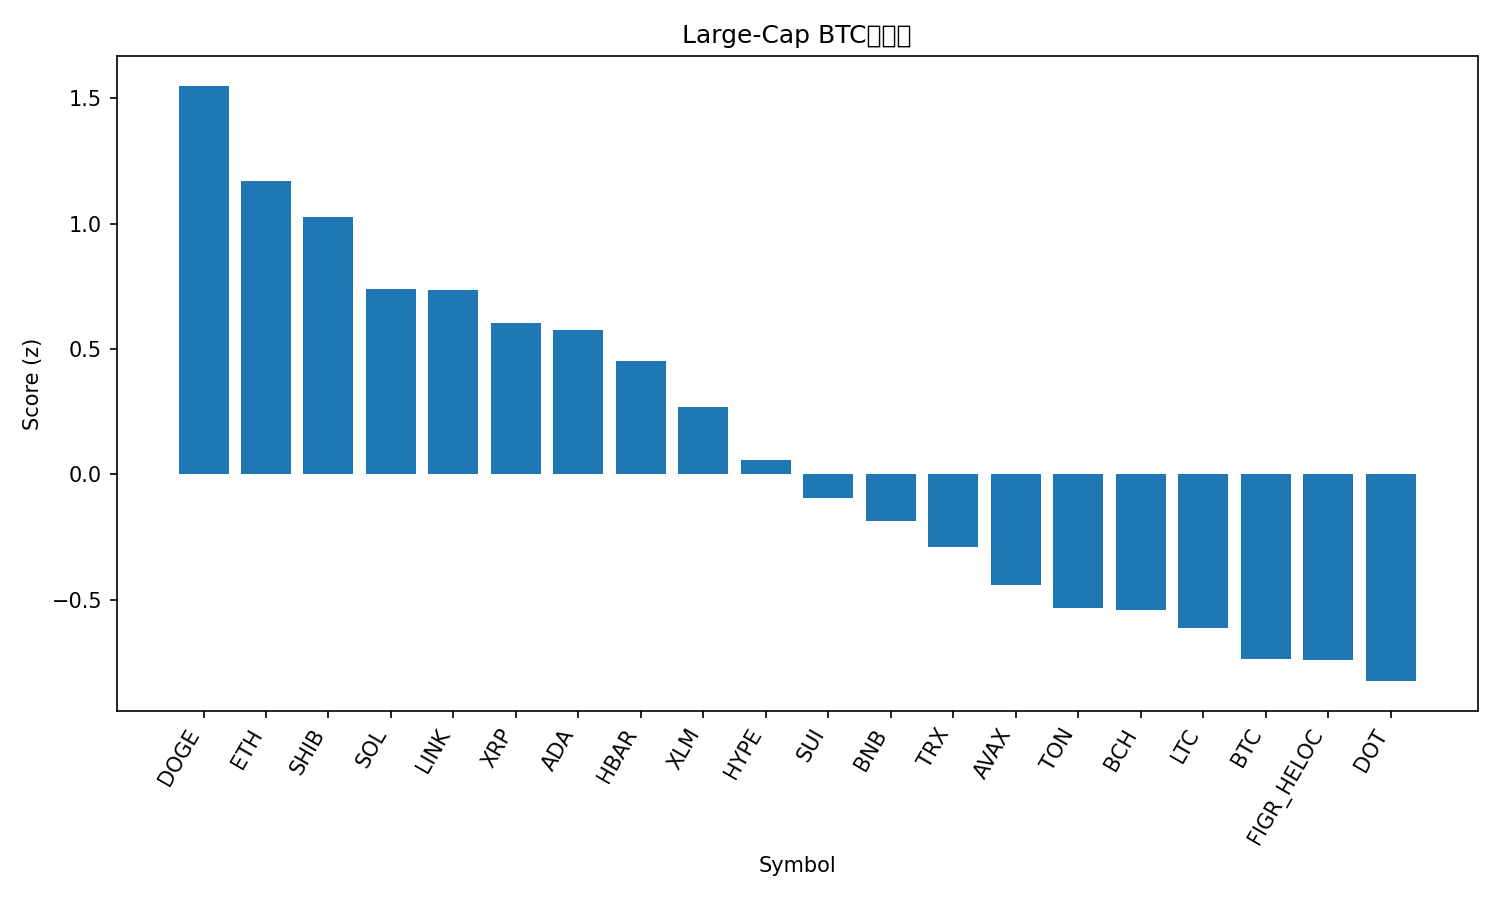 Large-Cap BTC
Score (z)
1.5
1.0
0.5
0.0
−0.5
DOGE
ETH
SHIB
SOL
LINK
XRP
ADA
HBAR
XLM
HYPE
SUI
BNB
TRX
AVAX
TON
BCH
LTC
BTC
FIGR_HELOC
DOT
Symbol